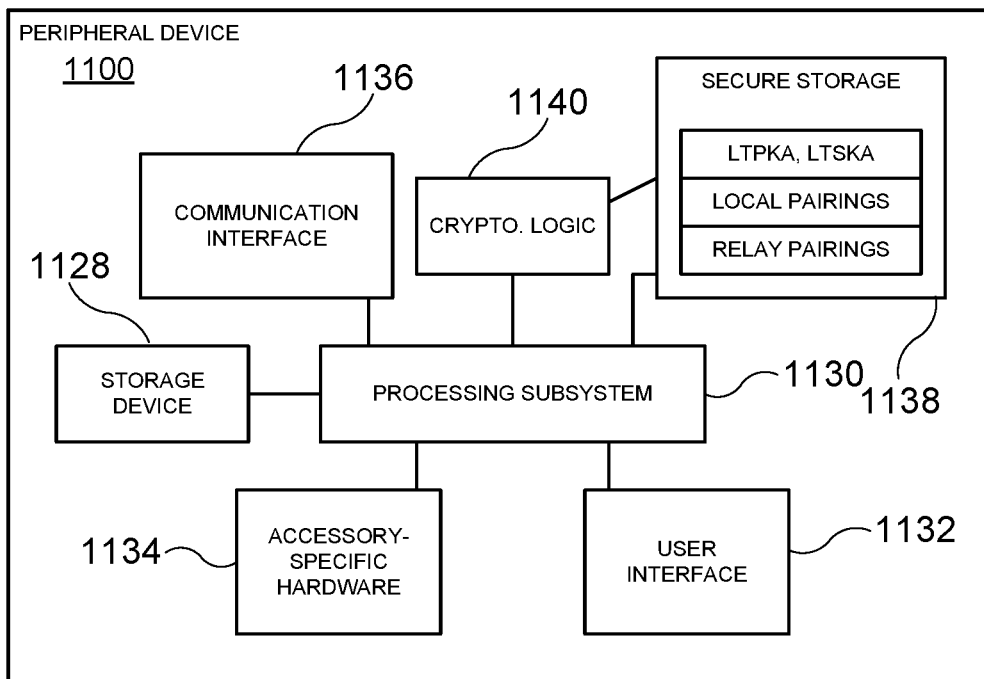 PERIPHERAL DEVICE
1100
1136
1140
SECURE STORAGE
LTPKA, LTSKA
LOCAL PAIRINGS
RELAY PAIRINGS
COMMUNICATION
INTERFACE
CRYPTO. LOGIC
1128
STORAGE
DEVICE
PROCESSING SUBSYSTEM
1130
1138
1134
ACCESSORY-
SPECIFIC
HARDWARE
USER
INTERFACE
1132